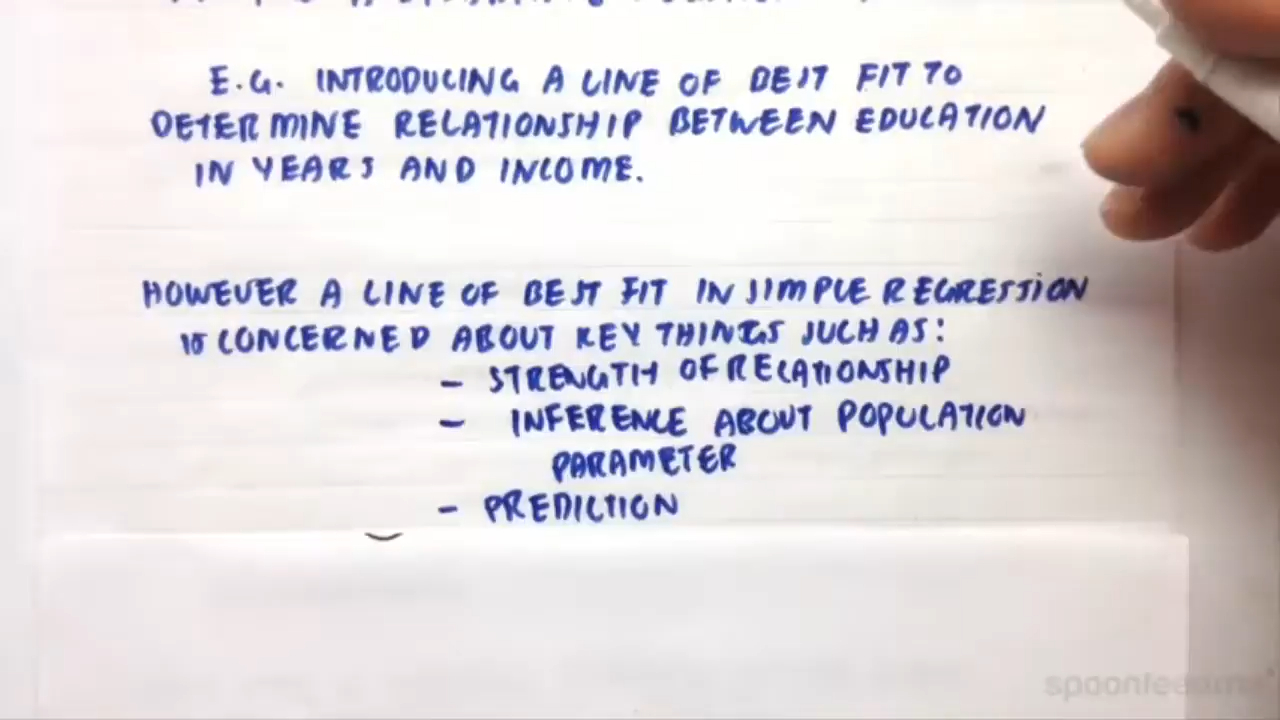 E.G. INTRODUCING A LINE OF BEST FIT TO
DETERMINE RELATIONSHIP BETWEEN EDUCATION
IN YEARS AND INCOME.
HOWEVER A LINE OF BEST FIT IN SIMPLE REGRESSION
IS CONCERNED ABOUT KEY THINGS SUCH AS:
- STRENGTH OF RELATIONSHIP
- INFERENCE ABOUT POPULATION
PARAMETER
- PREDICTION